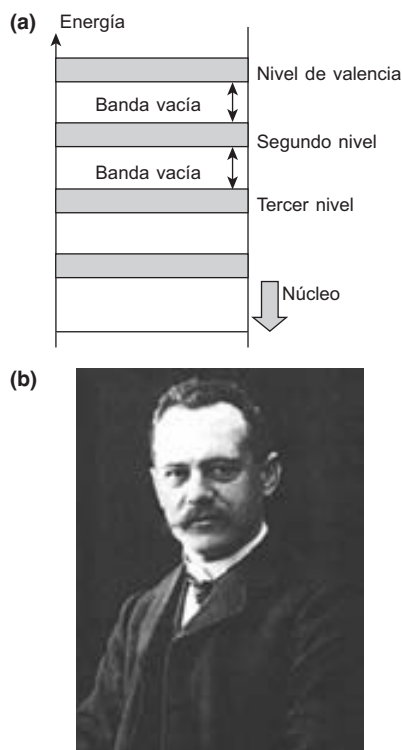 (a)
Energía
Nivel de valencia
Banda vacía
Segundo nivel
Banda vacía
Tercer nivel
Núcleo
(b)